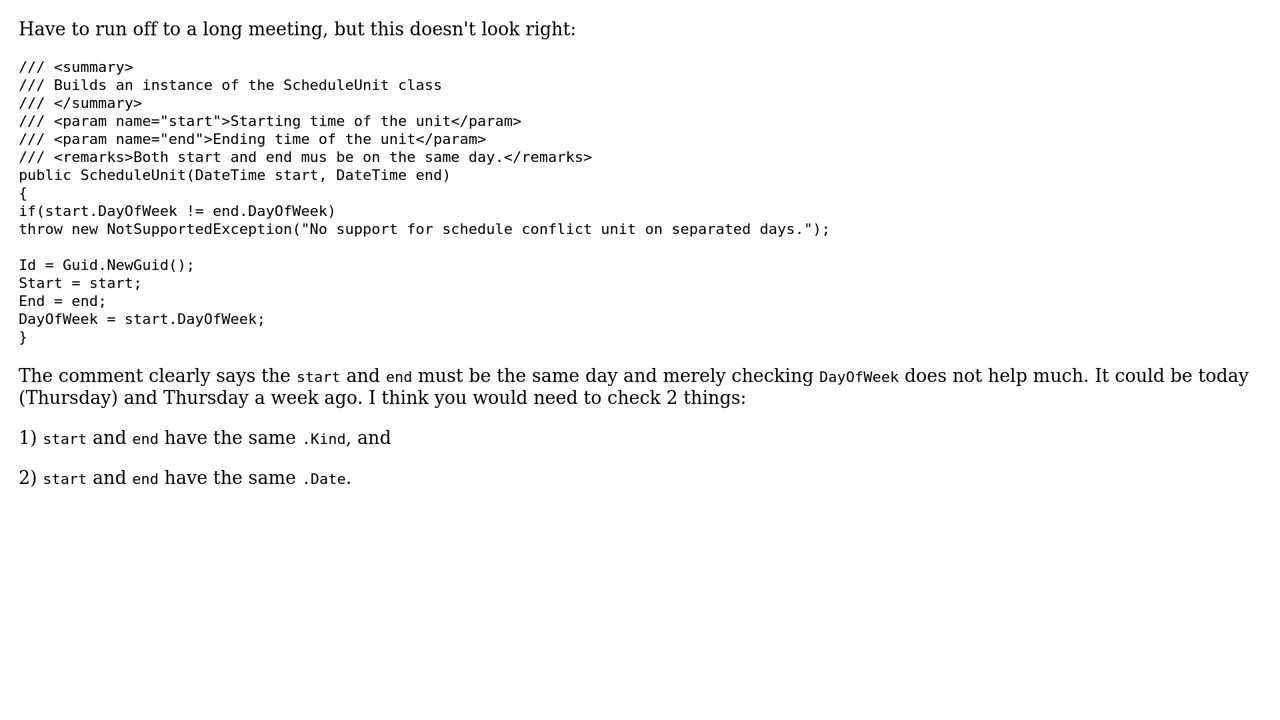 Have to run off to a long meeting, but this doesn't look right:
/// <summary>
/// Builds an instance of the ScheduleUnit class
/// </summary>
/// <param name="start">Starting time of the unit</param>
/// <param name="end">Ending time of the unit</param>
/// <remarks>Both start and end mus be on the same day.</remarks>
public ScheduleUnit(DateTime start, DateTime end)
{
if(start.DayOfWeek != end.DayOfWeek)
throw new NotSupportedException("No support for schedule conflict unit on separated days.");
Id = Guid.NewGuid();
Start = start;
End = end;
DayOfWeek = start.DayOfWeek;
}
The comment clearly says the start and end must be the same day and merely checking DayOfWeek does not help much. It could be today
(Thursday) and Thursday a week ago. I think you would need to check 2 things:
1) start and end have the same .Kind, and
2) start and end have the same .Date.